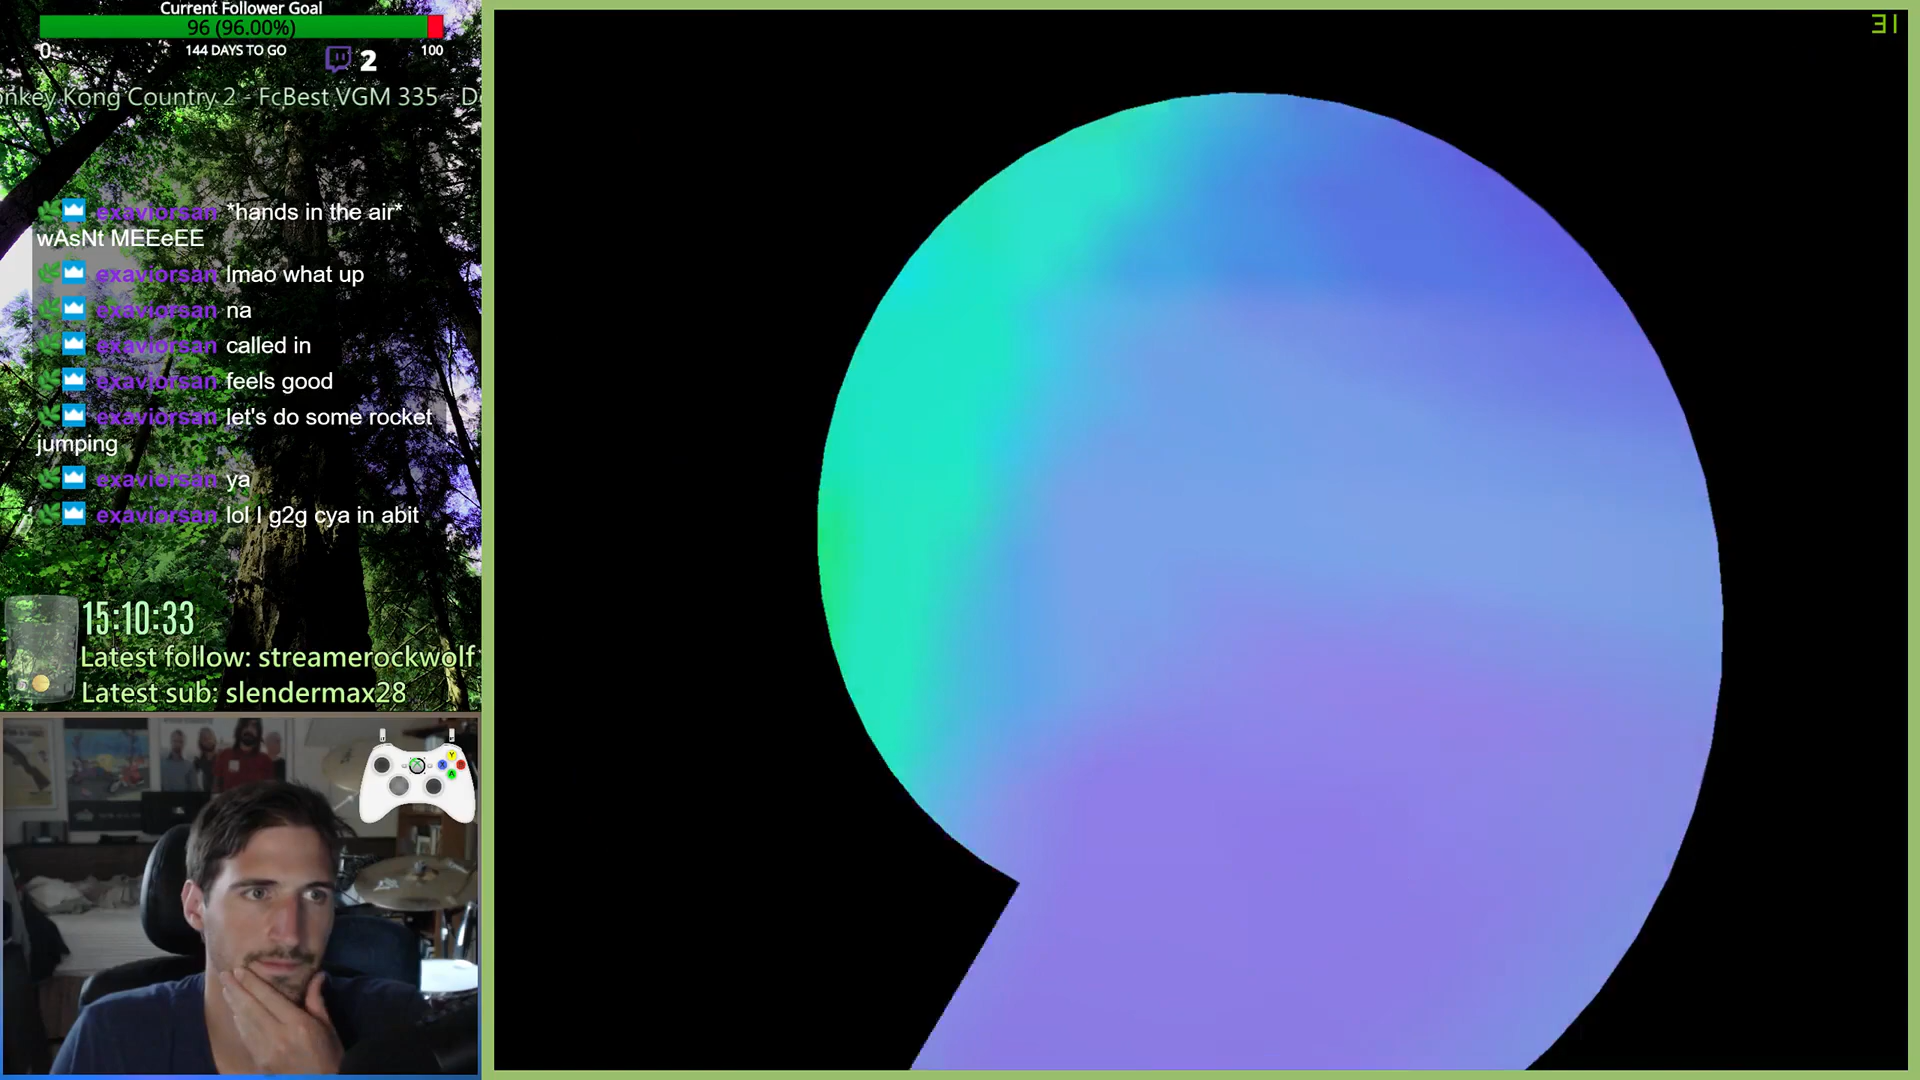 Current Follower Goal
96 (96.00%)
0
144 DAYS TO GO
100
2
onkey Kong Country 2 - FcBest VGM 335 - D
exaviorsan *hands in the air*
wAsNt MEEeEE
exaviorsan lmao what up
exaviorsan na
exaviorsan called in
exaviorsan feels good
exaviorsan let's do some rocket
jumping
exaviorsan ya
exaviorsan lol I g2g cya in abit
15:10:33
Latest follow: streamerockwolf
Latest sub: slendermax28
31
Y
X
B
A